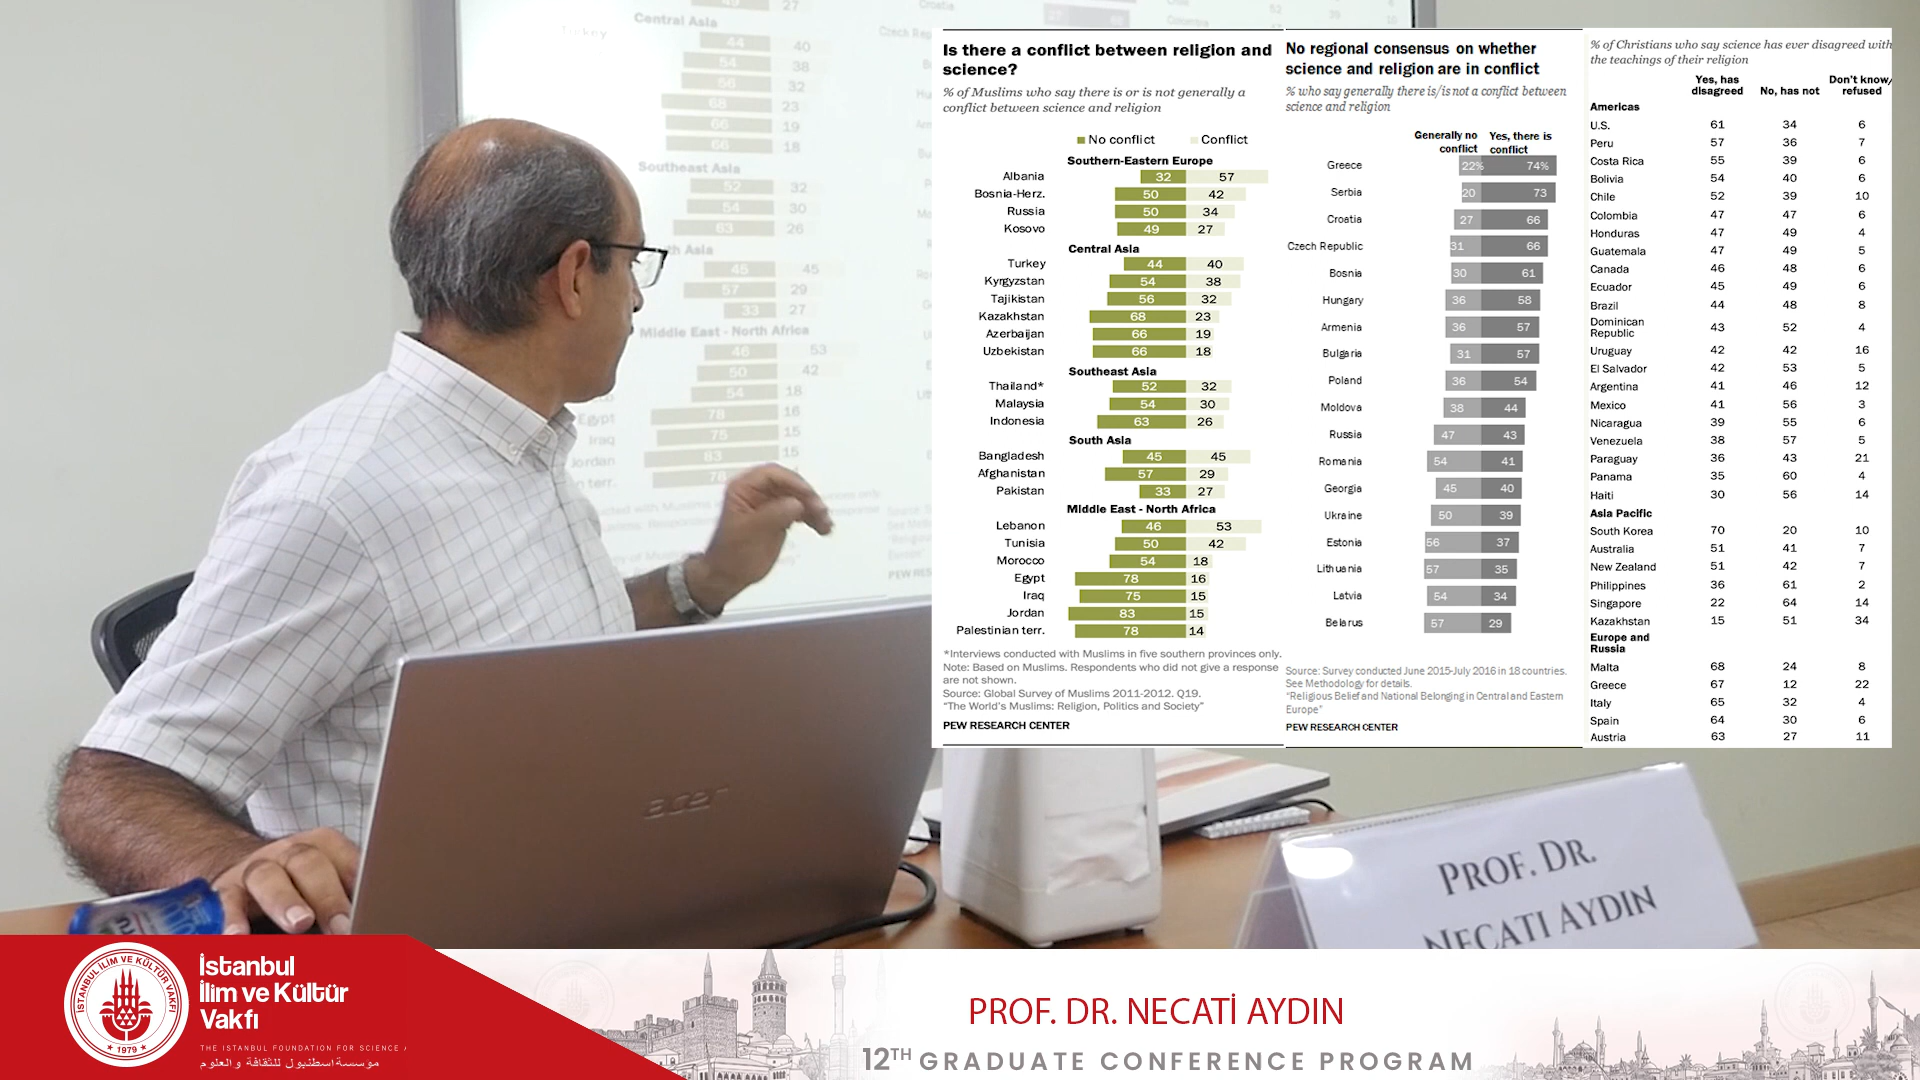 Is there a conflict between religion and
science?
% of Muslims who say there is or is not generally a
conflict between science and religion
No conflict Conflict
Southern-Eastern Europe
Albania 32 57
Bosnia-Herz. 50 42
Russia 50 34
Kosovo 49 27
Central Asia
Turkey 44 40
Kyrgyzstan 54 38
Tajikistan 56 32
Kazakhstan 68 23
Azerbaijan 66 19
Uzbekistan 66 18
Southeast Asia
Thailand* 52 32
Malaysia 54 30
Indonesia 63 26
South Asia
Bangladesh 45 45
Afghanistan 57 29
Pakistan 33 27
Middle East - North Africa
Lebanon 46 53
Tunisia 50 42
Morocco 54 18
Egypt 78 16
Iraq 75 15
Jordan 83 15
Palestinian terr. 78 14
*Interviews conducted with Muslims in five southern provinces only.
Note: Based on Muslims. Respondents who did not give a response
are not shown.
Source: Global Survey of Muslims 2011-2012. Q19.
"The World's Muslims: Religion, Politics and Society"
PEW RESEARCH CENTER
No regional consensus on whether
science and religion are in conflict
% who say generally there is/is not a conflict between
science and religion
Generally no conflict Yes, there is conflict
Greece 22% 74%
Serbia 20 73
Croatia 27 66
Czech Republic 31 66
Bosnia 30 61
Hungary 36 58
Armenia 36 57
Bulgaria 31 57
Poland 36 54
Moldova 38 44
Russia 47 43
Romania 54 41
Georgia 45 40
Ukraine 50 39
Estonia 56 37
Lithuania 57 35
Latvia 54 34
Belarus 57 29
Source: Survey conducted June 2015-July 2016 in 18 countries.
See Methodology for details.
"Religious Belief and National Belonging in Central and Eastern
Europe"
PEW RESEARCH CENTER
% of Christians who say science has ever disagreed with
the teachings of their religion
Yes, has disagreed No, has not Don't know/ refused
Americas
U.S. 61 34 6
Peru 57 36 7
Costa Rica 55 39 6
Bolivia 54 40 6
Chile 52 39 10
Colombia 47 47 6
Honduras 47 49 4
Guatemala 47 49 5
Canada 46 48 6
Ecuador 45 49 6
Brazil 44 48 8
Dominican Republic 43 52 4
Uruguay 42 42 16
El Salvador 42 53 5
Argentina 41 46 12
Mexico 41 56 3
Nicaragua 39 55 6
Venezuela 38 57 5
Paraguay 36 43 21
Panama 35 60 4
Haiti 30 56 14
Asia Pacific
South Korea 70 20 10
Australia 51 41 7
New Zealand 51 42 7
Philippines 36 61 2
Singapore 22 64 14
Kazakhstan 15 51 34
Europe and
Russia
Malta 68 24 8
Greece 67 12 22
Italy 65 32 4
Spain 64 30 6
Austria 63 27 11
acer
PROF. DR.
NECATI AYDIN
İSTANBUL İLİM VE KÜLTÜR VAKFI
1979
İstanbul
İlim ve Kültür
Vakfı
THE ISTANBUL FOUNDATION FOR SCIENCE
مؤسسة اسطنبول للثقافة والعلوم
PROF. DR. NECATİ AYDIN
12TH GRADUATE CONFERENCE PROGRAM